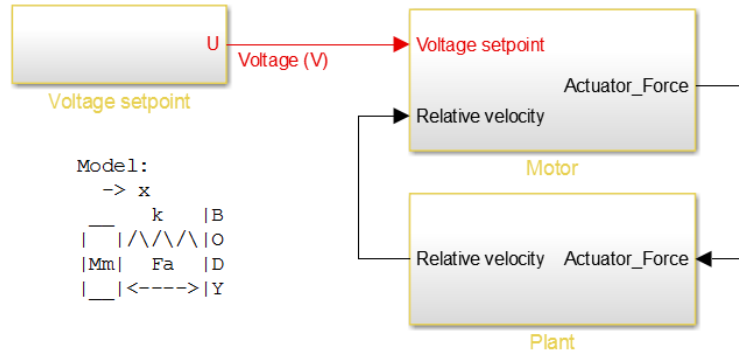 U
Voltage (V)
Voltage setpoint
Voltage setpoint
Actuator_Force
Relative velocity
Motor
Model:
-> x
__ k |B
| |/\/\/\|O
|Mm| Fa |D
|__|<---->|Y
Relative velocity Actuator_Force
Plant